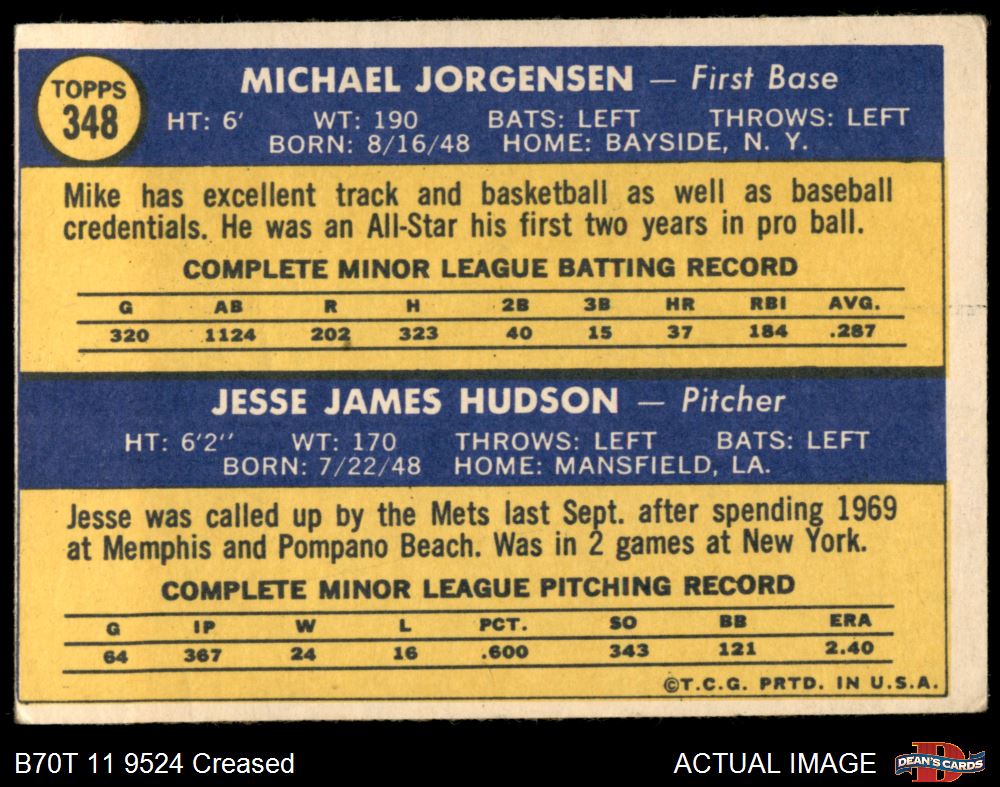 TOPPS
348
MICHAEL JORGENSEN — First Base
HT: 6' WT: 190 BATS: LEFT THROWS: LEFT
BORN: 8/16/48 HOME: BAYSIDE, N. Y.
Mike has excellent track and basketball as well as baseball
credentials. He was an All-Star his first two years in pro ball.
COMPLETE MINOR LEAGUE BATTING RECORD
G AB R H 2B 3B HR RBI AVG.
320 1124 202 323 40 15 37 184 .287
JESSE JAMES HUDSON — Pitcher
HT: 6'2'' WT: 170 THROWS: LEFT BATS: LEFT
BORN: 7/22/48 HOME: MANSFIELD, LA.
Jesse was called up by the Mets last Sept. after spending 1969
at Memphis and Pompano Beach. Was in 2 games at New York.
COMPLETE MINOR LEAGUE PITCHING RECORD
G IP W L PCT. SO BB ERA
64 367 24 16 .600 343 121 2.40
©T.C.G. PRTD. IN U.S.A.
B70T 11 9524 Creased
ACTUAL IMAGE
B
DEAN'S CARDS